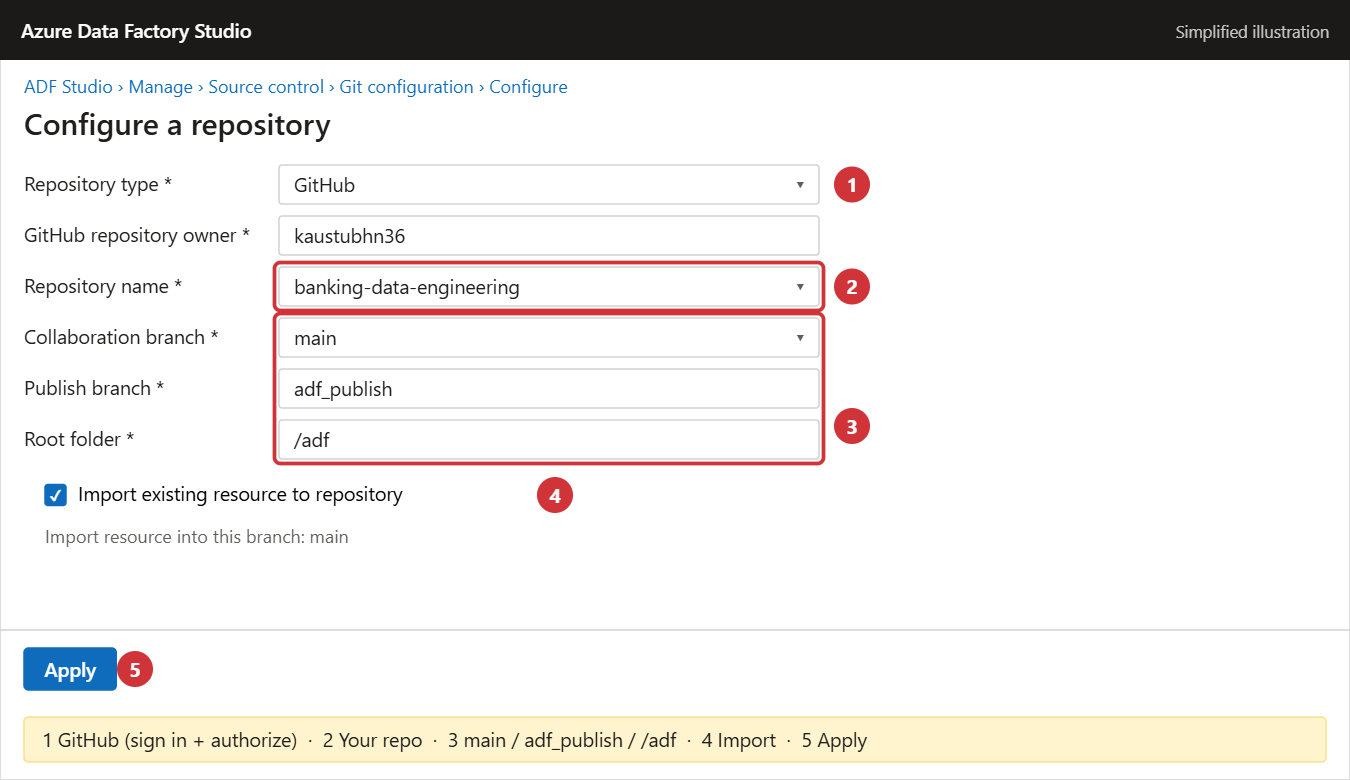 Azure Data Factory Studio
Simplified illustration
ADF Studio › Manage › Source control › Git configuration › Configure
Configure a repository
Repository type * GitHub ▾ 1
GitHub repository owner * kaustubhn36
Repository name * banking-data-engineering ▾ 2
Collaboration branch * main ▾
Publish branch * adf_publish
Root folder * /adf 3
Import existing resource to repository 4
Import resource into this branch: main
Apply 5
1 GitHub (sign in + authorize) · 2 Your repo · 3 main / adf_publish / /adf · 4 Import · 5 Apply